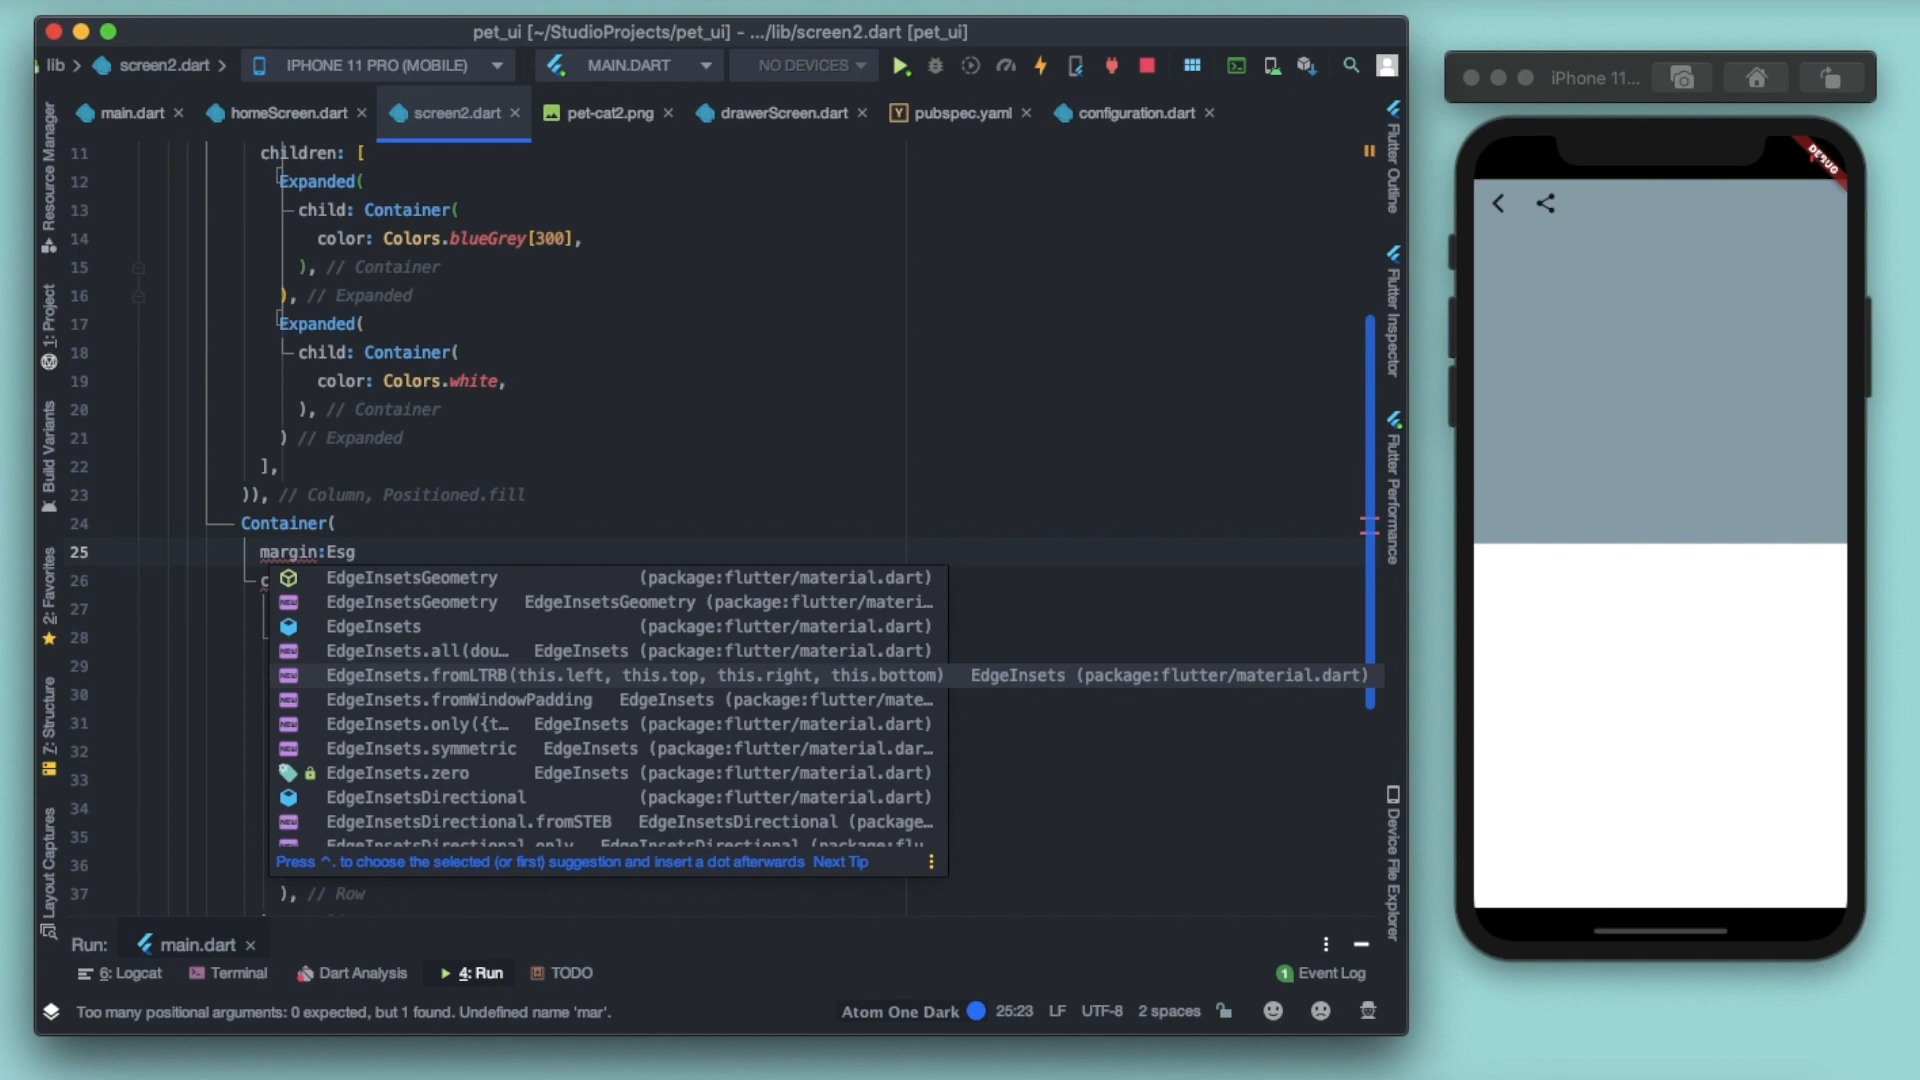 pet_ui [~/StudioProjects/pet_ui] - .../lib/screen2.dart [pet_ui]
lib
screen2.dart
IPHONE 11 PRO (MOBILE)
MAIN.DART
NO DEVICES
main.dart
homeScreen.dart
screen2.dart
pet-cat2.png
drawerScreen.dart
pubspec.yaml
configuration.dart
Resource Manager
1: Project
Build Variants
2: Favorites
7: Structure
Layout Captures
11 children: [
12 Expanded(
13 child: Container(
14 color: Colors.blueGrey[300],
15 ), // Container
16 ), // Expanded
17 Expanded(
18 child: Container(
19 color: Colors.white,
20 ), // Container
21 ) // Expanded
22 ],
23 )), // Column, Positioned.fill
24 Container(
25 margin:Esg
26 c
27
28
29
30
31
32
33
34
35
36
37 ), // Row
EdgeInsetsGeometry (package:flutter/material.dart)
EdgeInsetsGeometry EdgeInsetsGeometry (package:flutter/materi…
EdgeInsets (package:flutter/material.dart)
EdgeInsets.all(dou… EdgeInsets (package:flutter/material.dart)
EdgeInsets.fromLTRB(this.left, this.top, this.right, this.bottom) EdgeInsets (package:flutter/material.dart)
EdgeInsets.fromWindowPadding EdgeInsets (package:flutter/mate…
EdgeInsets.only({t… EdgeInsets (package:flutter/material.dart)
EdgeInsets.symmetric EdgeInsets (package:flutter/material.dar…
EdgeInsets.zero EdgeInsets (package:flutter/material.dart)
EdgeInsetsDirectional (package:flutter/material.dart)
EdgeInsetsDirectional.fromSTEB EdgeInsetsDirectional (package…
EdgeInsetsDirectional.only EdgeInsetsDirectional (package:flu…
Press ^. to choose the selected (or first) suggestion and insert a dot afterwards Next Tip
Flutter Outline
Flutter Inspector
Flutter Performance
Device File Explorer
Run: main.dart
6: Logcat
Terminal
Dart Analysis
4: Run
TODO
1 Event Log
Too many positional arguments: 0 expected, but 1 found. Undefined name 'mar'.
Atom One Dark
25:23
LF
UTF-8
2 spaces
iPhone 11...
DEBUG